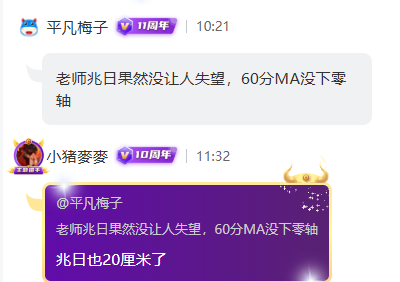 平凡梅子 11周年 10:21
老师兆日果然没让人失望，60分MA没下零
轴
小猪麥麥 10周年 11:32
@平凡梅子
老师兆日果然没让人失望，60分MA没下零轴
兆日也20厘米了